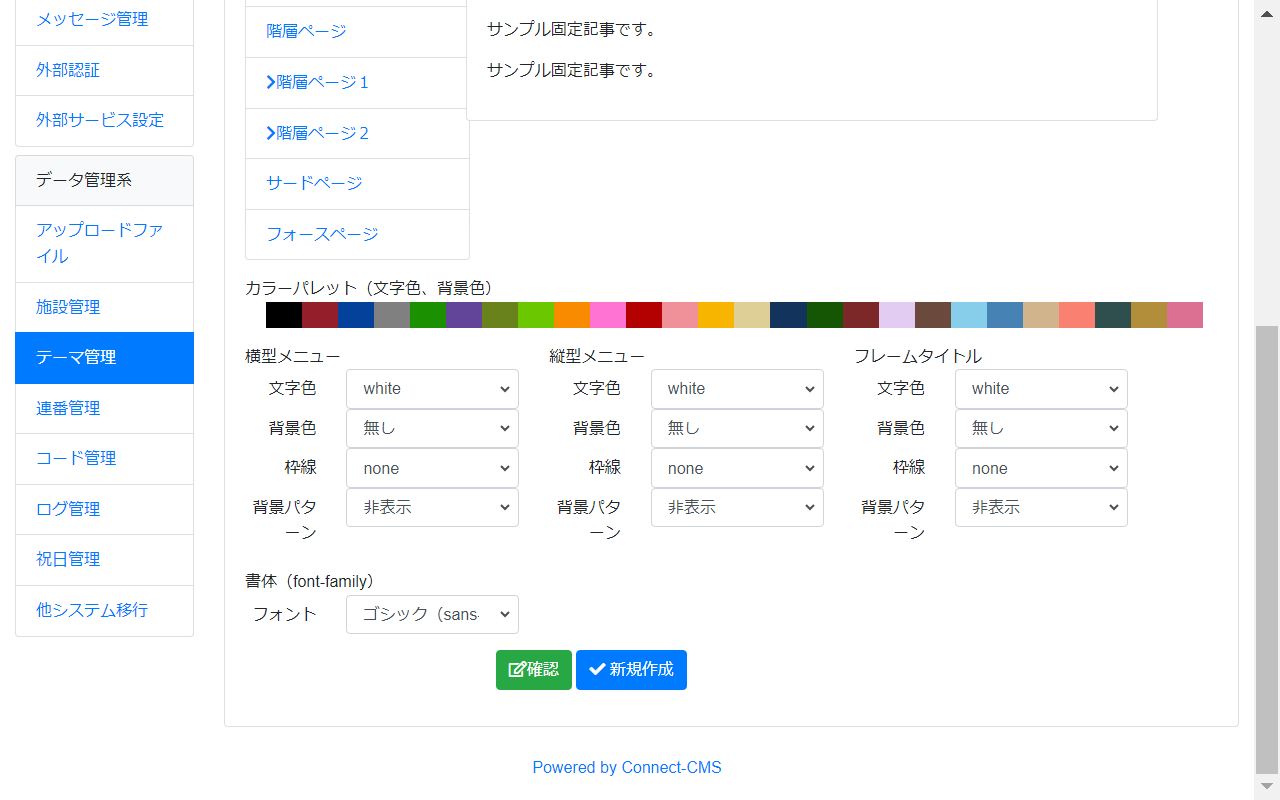 メッセージ管理
外部認証
外部サービス設定
データ管理系
アップロードファ
イル
施設管理
テーマ管理
連番管理
コード管理
ログ管理
祝日管理
他システム移行
階層ページ
階層ページ１
階層ページ２
サードページ
フォースページ
サンプル固定記事です。
サンプル固定記事です。
カラーパレット（文字色、背景色）
横型メニュー
文字色 white
背景色 無し
枠線 none
背景パタ
ーン 非表示
縦型メニュー
文字色 white
背景色 無し
枠線 none
背景パタ
ーン 非表示
フレームタイトル
文字色 white
背景色 無し
枠線 none
背景パタ
ーン 非表示
書体（font-family）
フォント ゴシック（sans-
確認 新規作成
Powered by Connect-CMS